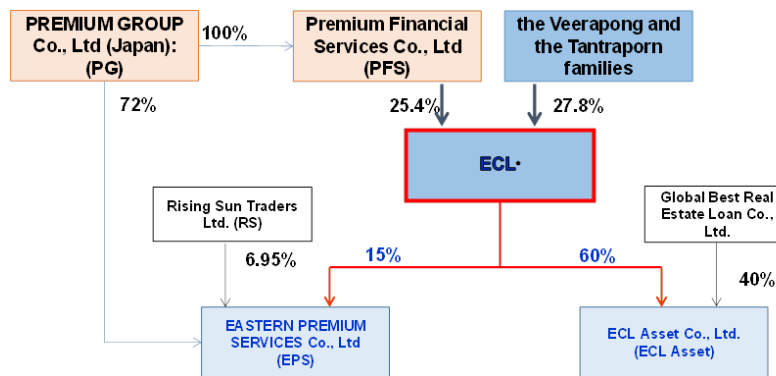 PREMIUM GROUP
Co., Ltd (Japan):
(PG)
100%
Premium Financial
Services Co., Ltd
(PFS)
the Veerapong and
the Tantraporn
families
72%
25.4%
27.8%
ECL*
Rising Sun Traders
Ltd. (RS)
Global Best Real
Estate Loan Co.,
Ltd.
6.95%
15%
60%
40%
EASTERN PREMIUM
SERVICES Co., Ltd
(EPS)
ECL Asset Co., Ltd.
(ECL Asset)